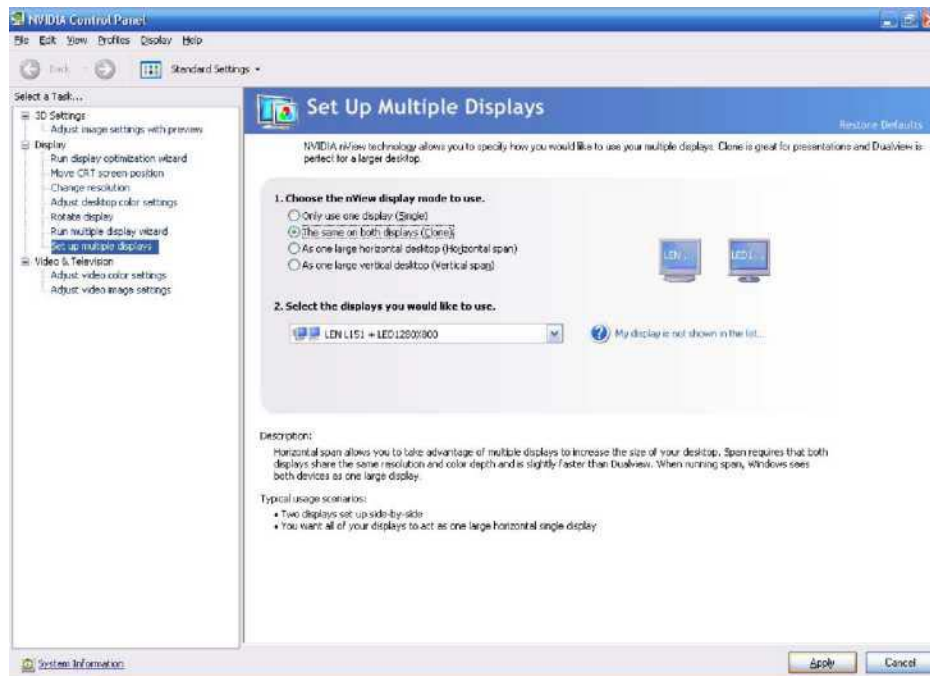 NVIDIA Control Panel
File Edit View Profiles Display Help
Back Standard Settings
Select a Task...
3D Settings
Adjust image settings with preview
Display
Run display optimization wizard
Move CRT screen position
Change resolution
Adjust desktop color settings
Rotate display
Run multiple display wizard
Set up multiple displays
Video & Television
Adjust video color settings
Adjust video image settings
System Information
Set Up Multiple Displays
Restore Defaults
NVIDIA nView technology allows you to specify how you would like to use your multiple displays. Clone is great for presentations and Dualview is
perfect for a larger desktop.
1. Choose the nView display mode to use.
Only use one display (Single)
The same on both displays (Clone)
As one large horizontal desktop (Horizontal span)
As one large vertical desktop (Vertical span)
LEN... LED1...
2. Select the displays you would like to use.
LEN L151 + LED1280X800
My display is not shown in the list...
Description:
Horizontal span allows you to take advantage of multiple displays to increase the size of your desktop. Span requires that both
displays share the same resolution and color depth and is slightly faster than Dualview. When running span, Windows sees
both devices as one large display.
Typical usage scenarios:
• Two displays set up side-by-side
• You want all of your displays to act as one large horizontal single display
Apply Cancel